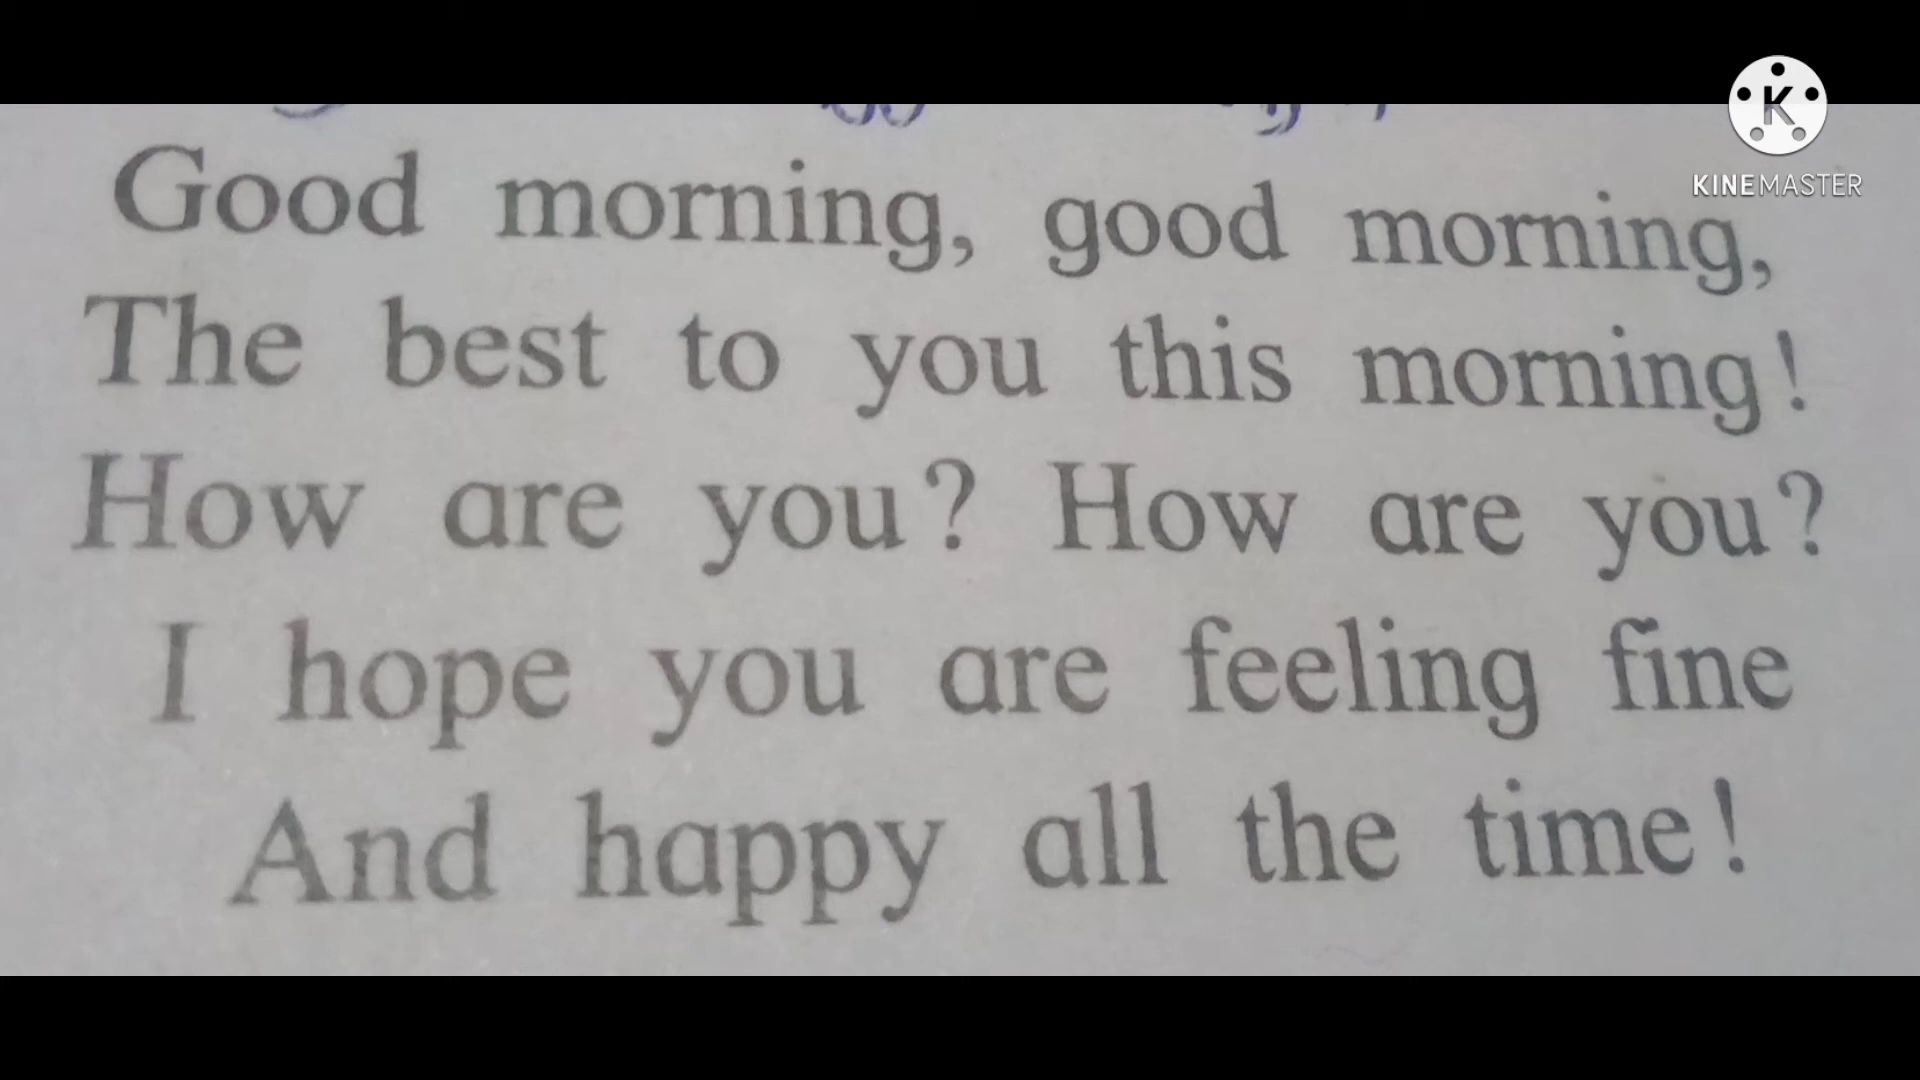 Good morning, good morning,
The best to you this morning!
How are you? How are you?
I hope you are feeling fine
And happy all the time!
KINEMASTER